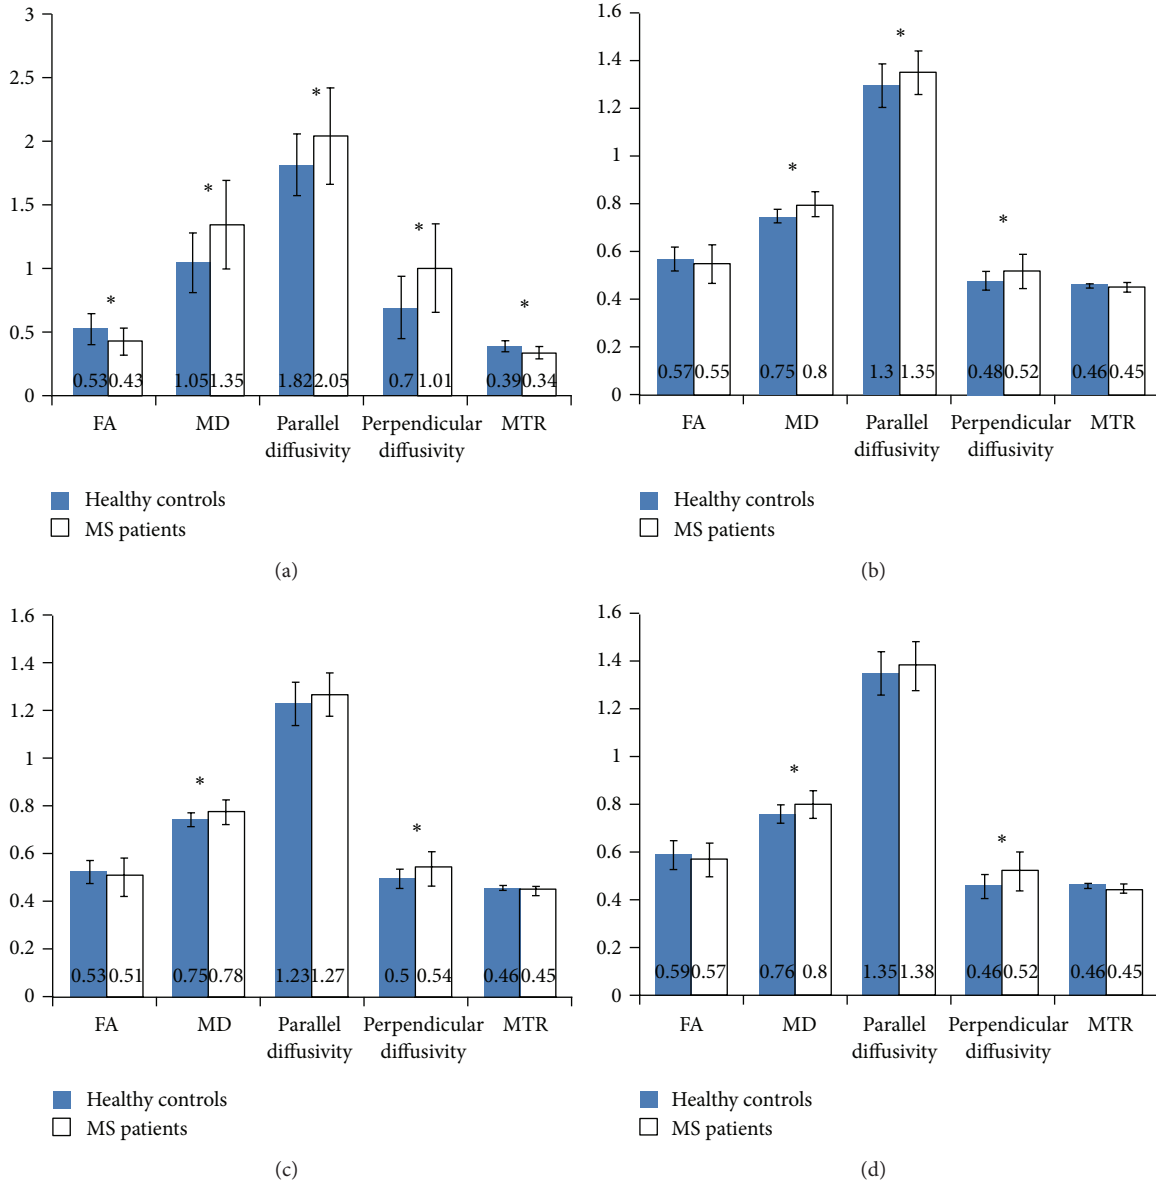 3
2.5
2
1.5
1
0.5
0
* * * * *
0.53 0.43 1.05 1.35 1.82 2.05 0.7 1.01 0.39 0.34
FA MD Parallel diffusivity Perpendicular diffusivity MTR
Healthy controls
MS patients
(a)
1.6
1.4
1.2
1
0.8
0.6
0.4
0.2
0
* * *
0.57 0.55 0.75 0.8 1.3 1.35 0.48 0.52 0.46 0.45
FA MD Parallel diffusivity Perpendicular diffusivity MTR
Healthy controls
MS patients
(b)
1.6
1.4
1.2
1
0.8
0.6
0.4
0.2
0
* *
0.53 0.51 0.75 0.78 1.23 1.27 0.5 0.54 0.46 0.45
FA MD Parallel diffusivity Perpendicular diffusivity MTR
Healthy controls
MS patients
(c)
1.6
1.4
1.2
1
0.8
0.6
0.4
0.2
0
* *
0.59 0.57 0.76 0.8 1.35 1.38 0.46 0.52 0.46 0.45
FA MD Parallel diffusivity Perpendicular diffusivity MTR
Healthy controls
MS patients
(d)